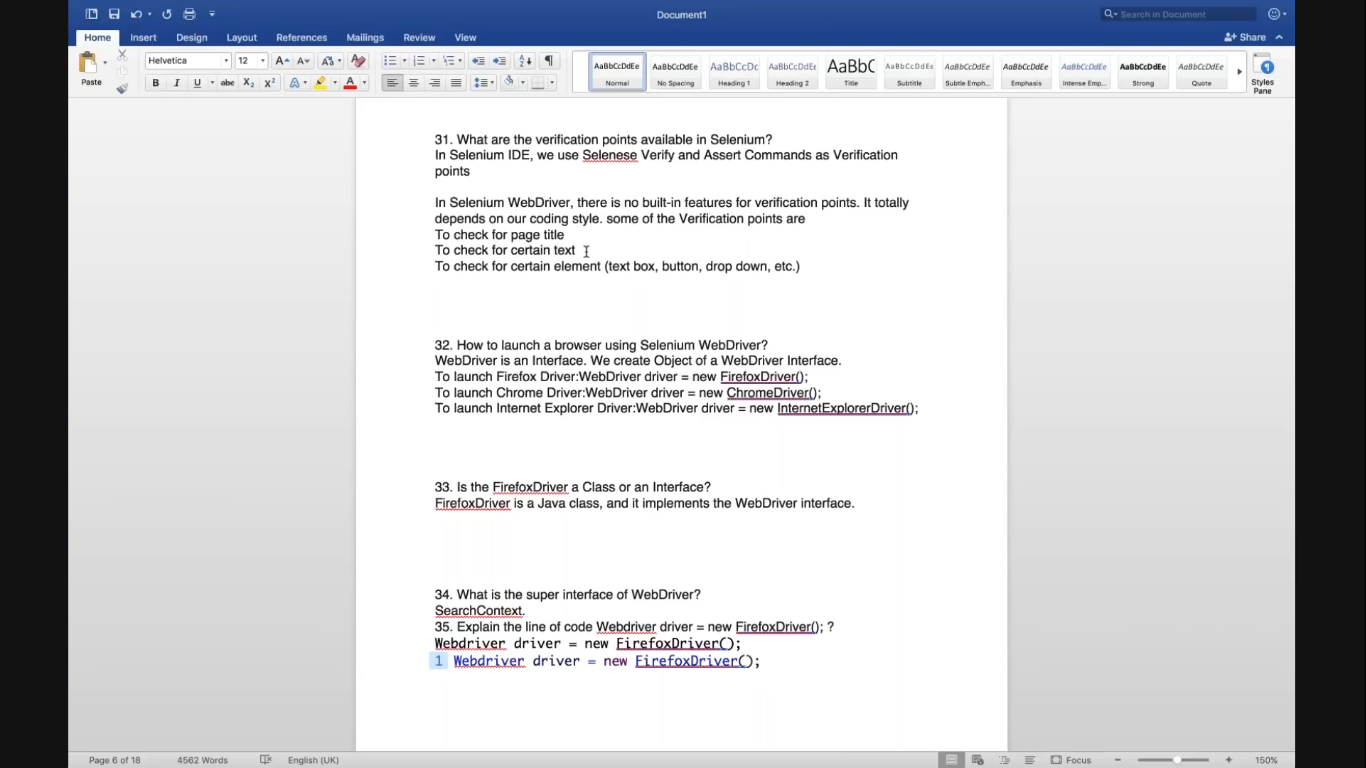 Document1
Search in Document
Home Insert Design Layout References Mailings Review View
Share
Paste
Helvetica 12
B I U abc X₂ X² A A
AaBbCcDdEe AaBbCcDdEe AaBbCcDc AaBbCcDdEe AaBbC AaBbCcDdEe AaBbCcDdEe AaBbCcDdEe AaBbCcDdEe AaBbCcDdEe AaBbCcDdEe
Normal No Spacing Heading 1 Heading 2 Title Subtitle Subtle Emph... Emphasis Intense Emp... Strong Quote
Styles
Pane
31. What are the verification points available in Selenium?
In Selenium IDE, we use Selenese Verify and Assert Commands as Verification
points
In Selenium WebDriver, there is no built-in features for verification points. It totally
depends on our coding style. some of the Verification points are
To check for page title
To check for certain text
To check for certain element (text box, button, drop down, etc.)
32. How to launch a browser using Selenium WebDriver?
WebDriver is an Interface. We create Object of a WebDriver Interface.
To launch Firefox Driver:WebDriver driver = new FirefoxDriver();
To launch Chrome Driver:WebDriver driver = new ChromeDriver();
To launch Internet Explorer Driver:WebDriver driver = new InternetExplorerDriver();
33. Is the FirefoxDriver a Class or an Interface?
FirefoxDriver is a Java class, and it implements the WebDriver interface.
34. What is the super interface of WebDriver?
SearchContext.
35. Explain the line of code Webdriver driver = new FirefoxDriver(); ?
Webdriver driver = new FirefoxDriver();
1 Webdriver driver = new FirefoxDriver();
Page 6 of 18 4562 Words English (UK) Focus 150%